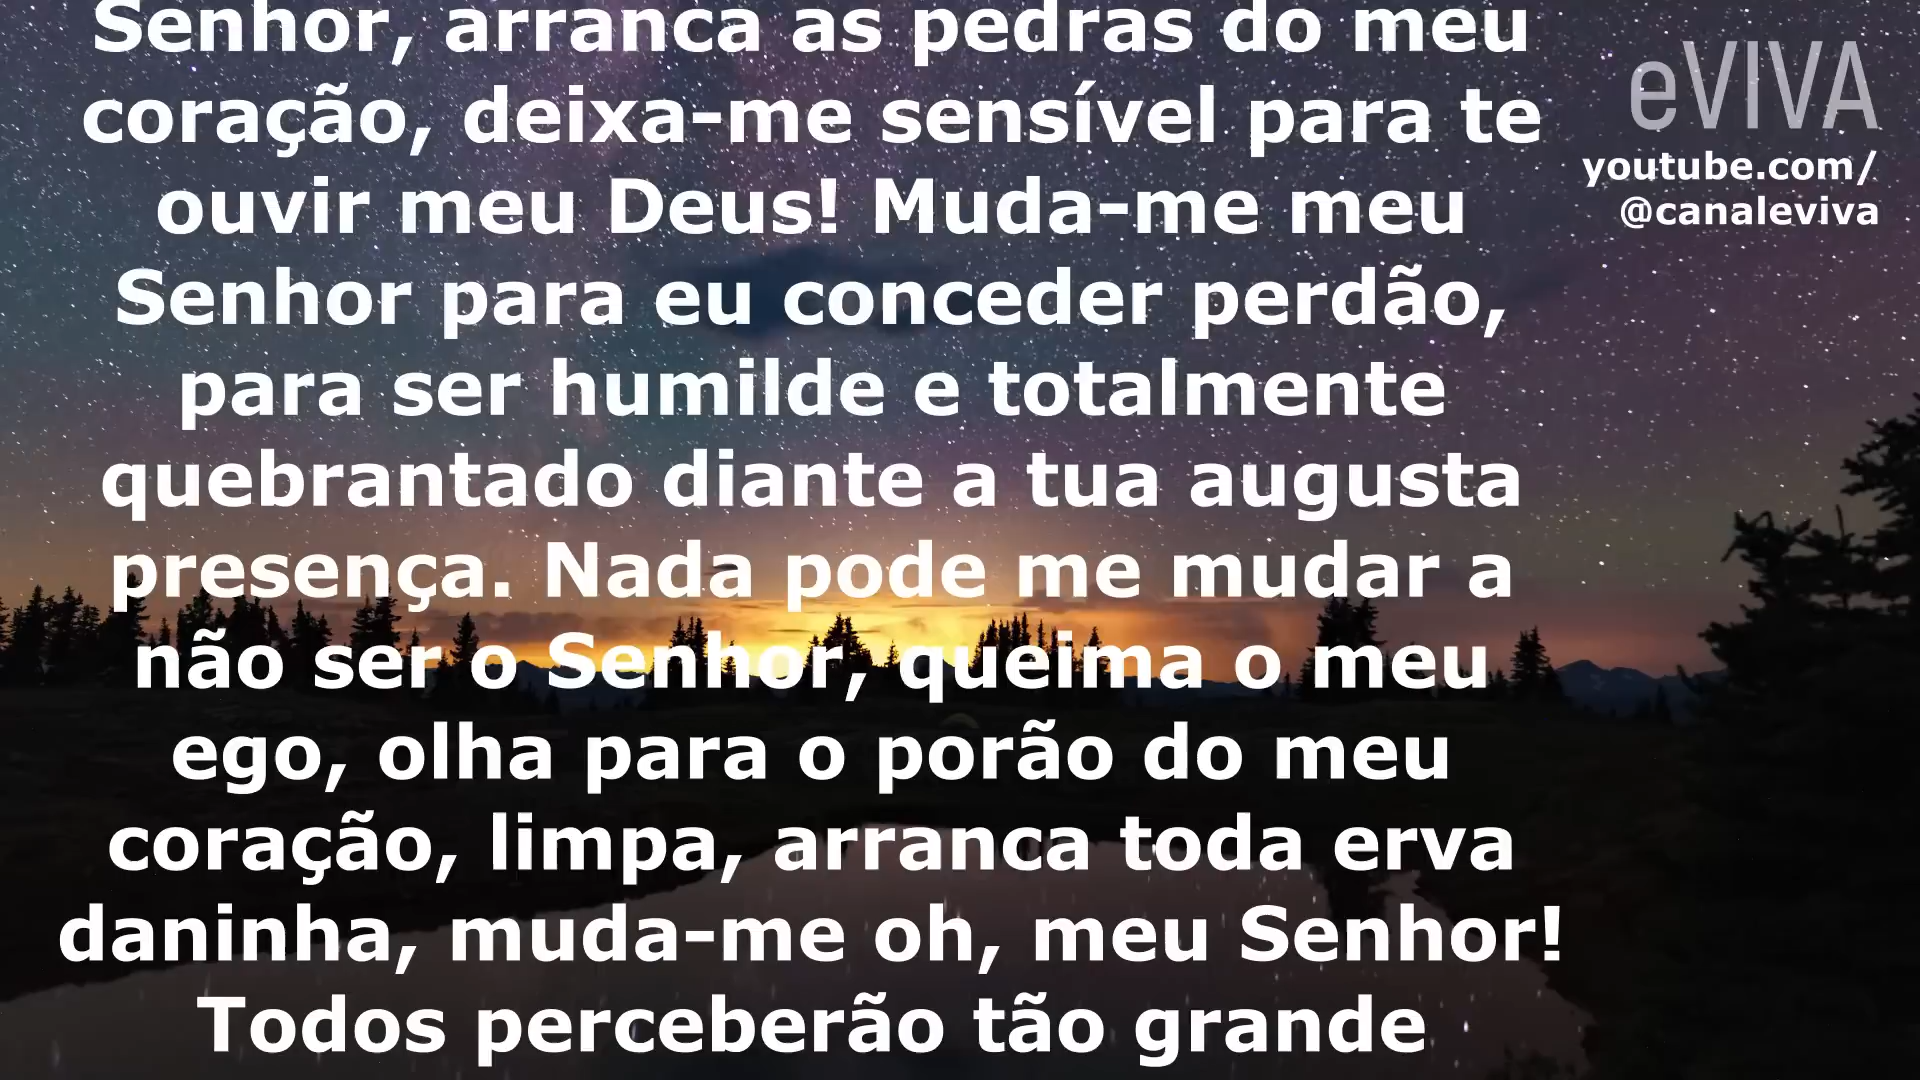 Senhor, arranca as pedras do meu
coração, deixa-me sensível para te
ouvir meu Deus! Muda-me meu
Senhor para eu conceder perdão,
para ser humilde e totalmente
quebrantado diante a tua augusta
presença. Nada pode me mudar a
não ser o Senhor, queima o meu
ego, olha para o porão do meu
coração, limpa, arranca toda erva
daninha, muda-me oh, meu Senhor!
Todos perceberão tão grande
eVIVA
youtube.com/
@canaleviva